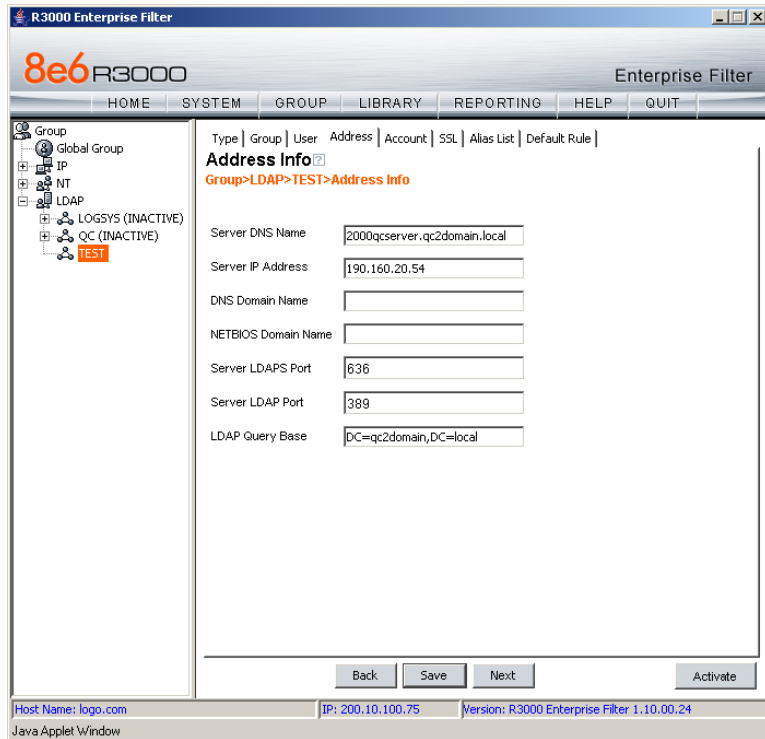 R3000 Enterprise Filter
8e6 R3000
Enterprise Filter
HOME SYSTEM GROUP LIBRARY REPORTING HELP QUIT
Group
Global Group
IP
NT
LDAP
LOGSYS (INACTIVE)
QC (INACTIVE)
TEST
Type | Group | User Address | Account | SSL | Alias List | Default Rule |
Address Info
Group>LDAP>TEST>Address Info
Server DNS Name 2000qcserver.qc2domain.local
Server IP Address 190.160.20.54
DNS Domain Name
NETBIOS Domain Name
Server LDAPS Port 636
Server LDAP Port 389
LDAP Query Base DC=qc2domain,DC=local
Back Save Next Activate
Host Name: logo.com IP: 200.10.100.75 Version: R3000 Enterprise Filter 1.10.00.24
Java Applet Window